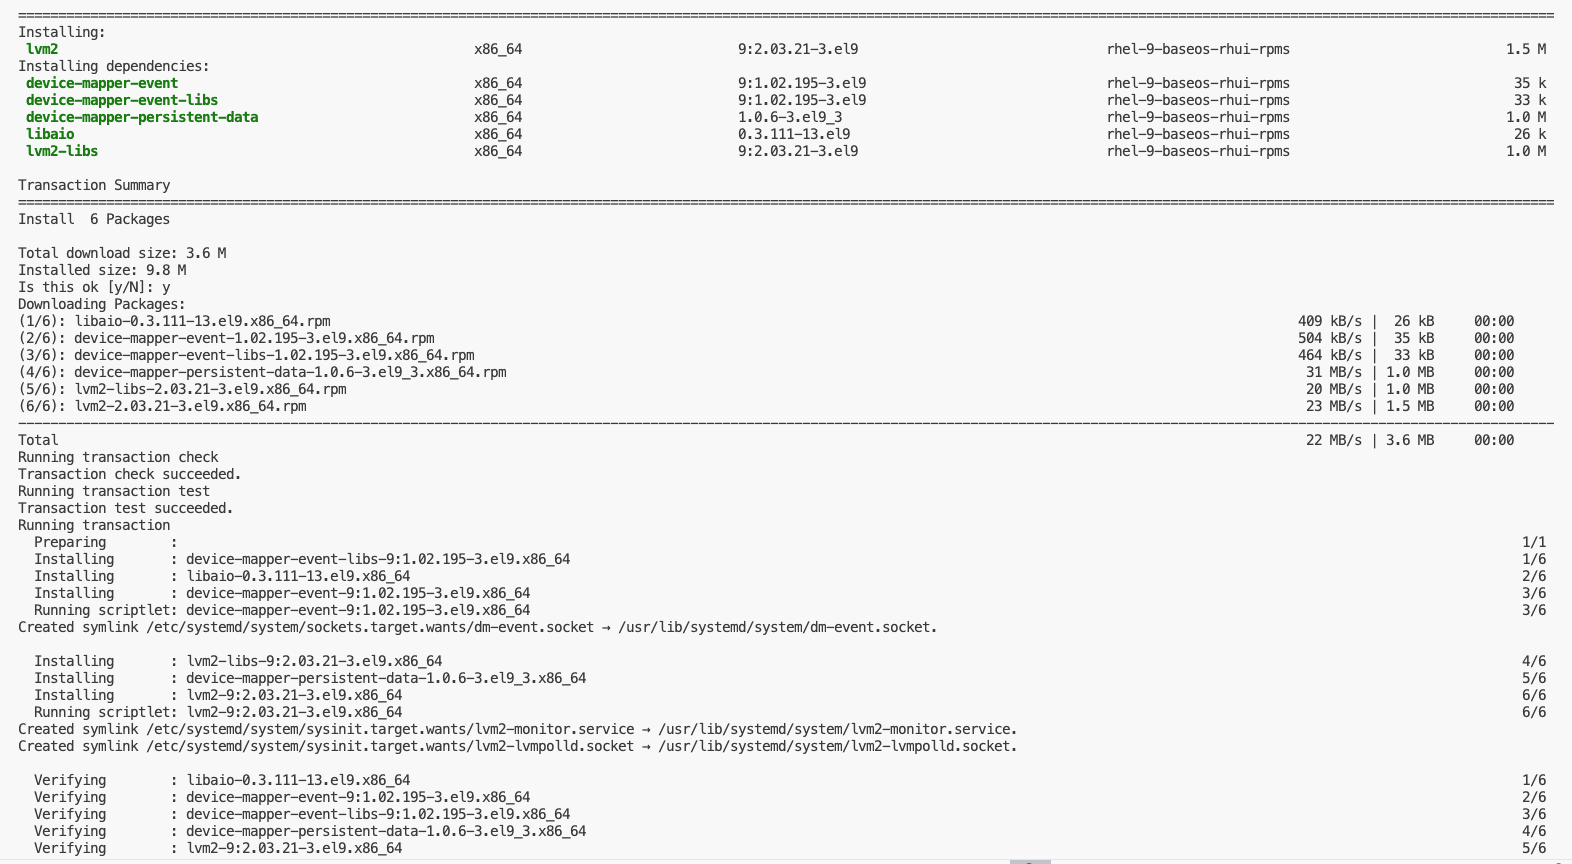 Installing:
lvm2 x86_64 9:2.03.21-3.el9 rhel-9-baseos-rhui-rpms 1.5 M
Installing dependencies:
device-mapper-event x86_64 9:1.02.195-3.el9 rhel-9-baseos-rhui-rpms 35 k
device-mapper-event-libs x86_64 9:1.02.195-3.el9 rhel-9-baseos-rhui-rpms 33 k
device-mapper-persistent-data x86_64 1.0.6-3.el9_3 rhel-9-baseos-rhui-rpms 1.0 M
libaio x86_64 0.3.111-13.el9 rhel-9-baseos-rhui-rpms 26 k
lvm2-libs x86_64 9:2.03.21-3.el9 rhel-9-baseos-rhui-rpms 1.0 M
Transaction Summary
Install  6 Packages
Total download size: 3.6 M
Installed size: 9.8 M
Is this ok [y/N]: y
Downloading Packages:
(1/6): libaio-0.3.111-13.el9.x86_64.rpm 409 kB/s |  26 kB 00:00
(2/6): device-mapper-event-1.02.195-3.el9.x86_64.rpm 504 kB/s |  35 kB 00:00
(3/6): device-mapper-event-libs-1.02.195-3.el9.x86_64.rpm 464 kB/s |  33 kB 00:00
(4/6): device-mapper-persistent-data-1.0.6-3.el9_3.x86_64.rpm 31 MB/s | 1.0 MB 00:00
(5/6): lvm2-libs-2.03.21-3.el9.x86_64.rpm 20 MB/s | 1.0 MB 00:00
(6/6): lvm2-2.03.21-3.el9.x86_64.rpm 23 MB/s | 1.5 MB 00:00
Total 22 MB/s | 3.6 MB 00:00
Running transaction check
Transaction check succeeded.
Running transaction test
Transaction test succeeded.
Running transaction
Preparing : 1/1
Installing : device-mapper-event-libs-9:1.02.195-3.el9.x86_64 1/6
Installing : libaio-0.3.111-13.el9.x86_64 2/6
Installing : device-mapper-event-9:1.02.195-3.el9.x86_64 3/6
Running scriptlet: device-mapper-event-9:1.02.195-3.el9.x86_64 3/6
Created symlink /etc/systemd/system/sockets.target.wants/dm-event.socket → /usr/lib/systemd/system/dm-event.socket.
Installing : lvm2-libs-9:2.03.21-3.el9.x86_64 4/6
Installing : device-mapper-persistent-data-1.0.6-3.el9_3.x86_64 5/6
Installing : lvm2-9:2.03.21-3.el9.x86_64 6/6
Running scriptlet: lvm2-9:2.03.21-3.el9.x86_64 6/6
Created symlink /etc/systemd/system/sysinit.target.wants/lvm2-monitor.service → /usr/lib/systemd/system/lvm2-monitor.service.
Created symlink /etc/systemd/system/sysinit.target.wants/lvm2-lvmpolld.socket → /usr/lib/systemd/system/lvm2-lvmpolld.socket.
Verifying : libaio-0.3.111-13.el9.x86_64 1/6
Verifying : device-mapper-event-9:1.02.195-3.el9.x86_64 2/6
Verifying : device-mapper-event-libs-9:1.02.195-3.el9.x86_64 3/6
Verifying : device-mapper-persistent-data-1.0.6-3.el9_3.x86_64 4/6
Verifying : lvm2-9:2.03.21-3.el9.x86_64 5/6